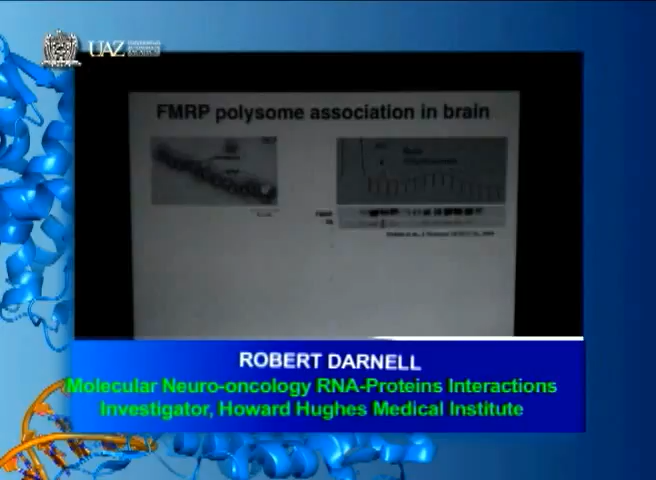 UAZ
FMRP polysome association in brain
ROBERT DARNELL
Molecular Neuro-oncology RNA-Proteins Interactions
Investigator, Howard Hughes Medical Institute